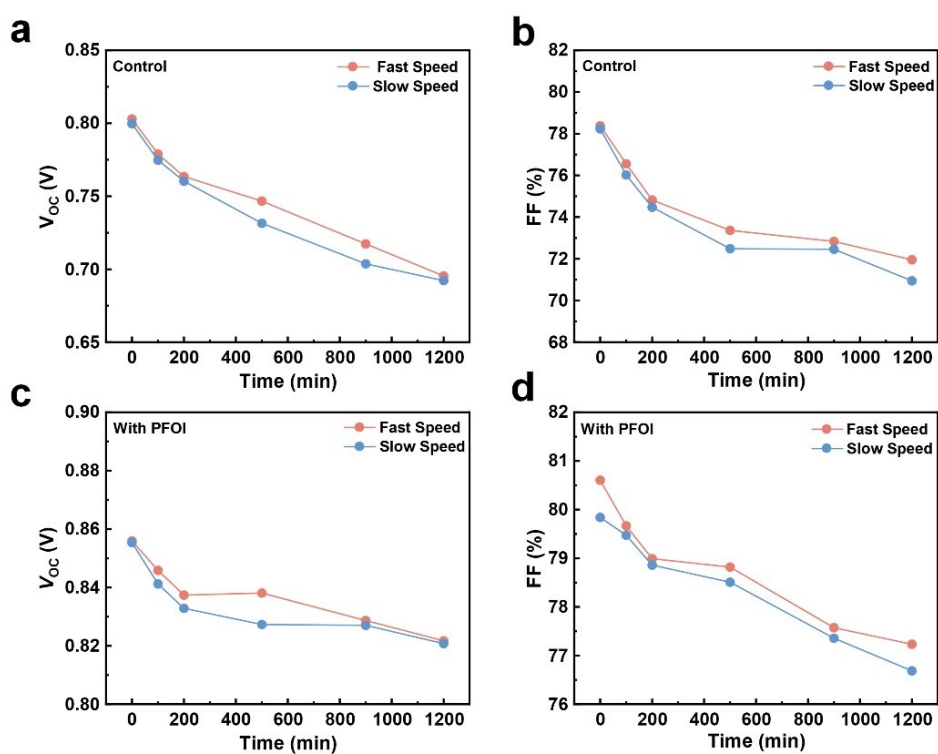 a
Control
Fast Speed
Slow Speed
0.85
0.80
0.75
0.70
0.65
V_OC (V)
0 200 400 600 800 1000 1200
Time (min)
b
Control
Fast Speed
Slow Speed
82
80
78
76
74
72
70
68
FF (%)
0 200 400 600 800 1000 1200
Time (min)
c
With PFOI
Fast Speed
Slow Speed
0.90
0.88
0.86
0.84
0.82
0.80
V_OC (V)
0 200 400 600 800 1000 1200
Time (min)
d
With PFOI
Fast Speed
Slow Speed
82
81
80
79
78
77
76
FF (%)
0 200 400 600 800 1000 1200
Time (min)